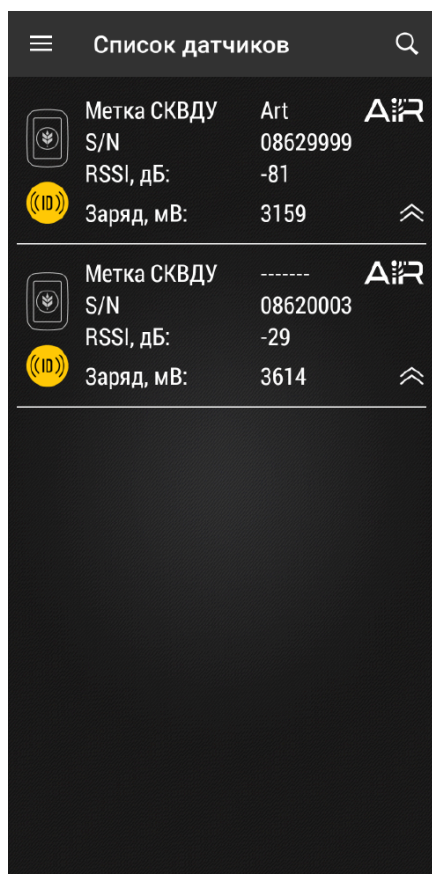 Список датчиков
Метка СКВДУ Art AiR
S/N 08629999
RSSI, дБ: -81
((ID)) Заряд, мВ: 3159
Метка СКВДУ ------- AiR
S/N 08620003
RSSI, дБ: -29
((ID)) Заряд, мВ: 3614